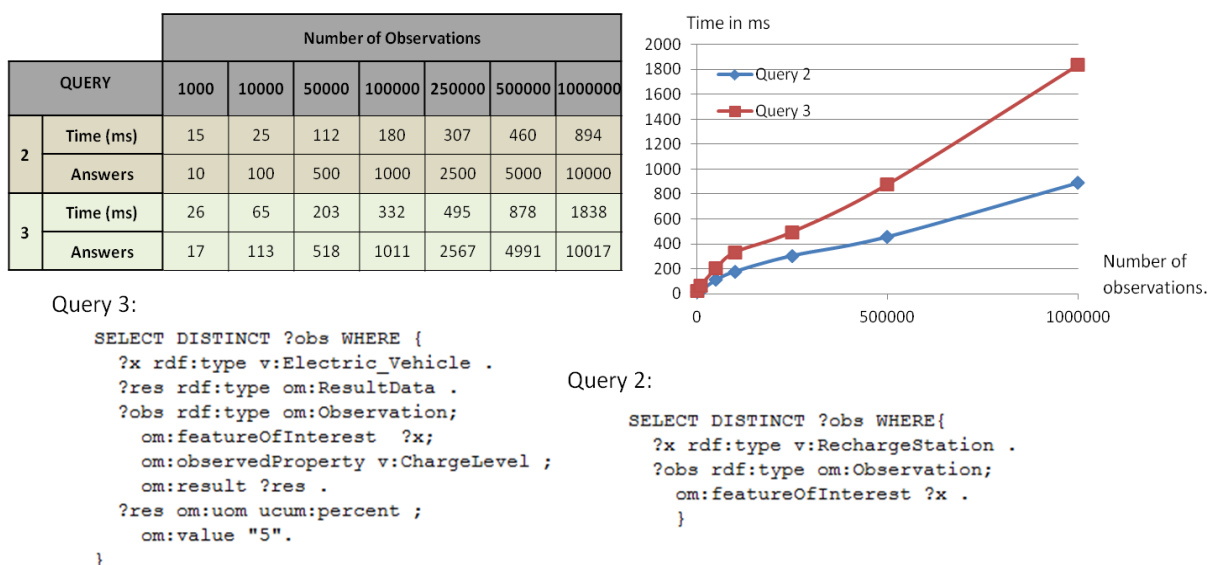 Number of Observations
QUERY 1000 10000 50000 100000 250000 500000 1000000
2 Time (ms) 15 25 112 180 307 460 894
Answers 10 100 500 1000 2500 5000 10000
3 Time (ms) 26 65 203 332 495 878 1838
Answers 17 113 518 1011 2567 4991 10017
Time in ms
2000
1800
1600
1400
1200
1000
800
600
400
200
0
Query 2
Query 3
0 500000 1000000
Number of
observations.
Query 3:
SELECT DISTINCT ?obs WHERE {
?x rdf:type v:Electric_Vehicle .
?res rdf:type om:ResultData .
?obs rdf:type om:Observation;
om:featureOfInterest ?x;
om:observedProperty v:ChargeLevel ;
om:result ?res .
?res om:uom ucum:percent ;
om:value "5".
}
Query 2:
SELECT DISTINCT ?obs WHERE{
?x rdf:type v:RechargeStation .
?obs rdf:type om:Observation;
om:featureOfInterest ?x .
}